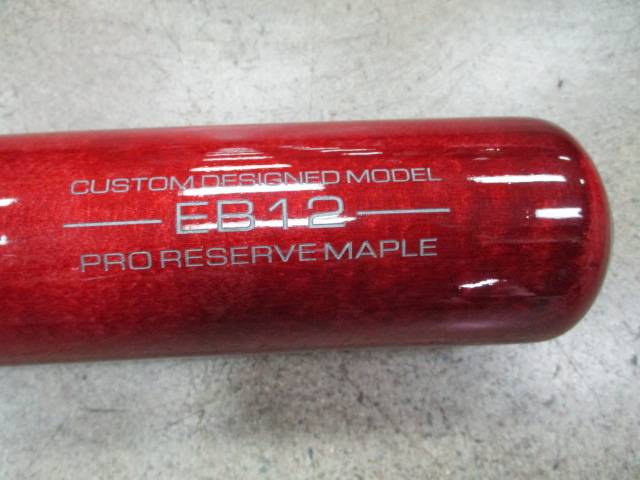 CUSTOM DESIGNED MODEL
EB12
PRO RESERVE MAPLE